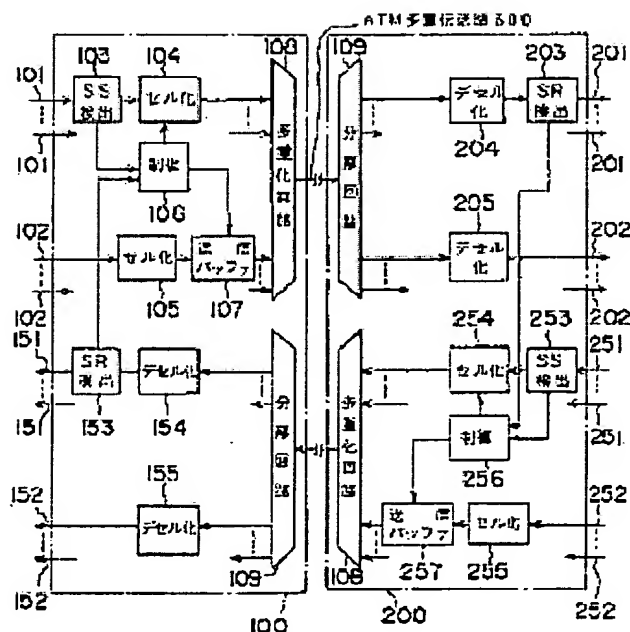 ATM多重伝送路300
101
103
104
108
109
203
201
SS
検出
セル化
デセル
化
SR
検出
101
204
201
制御
106
多重化回路
分離回路
205
102
セル化
送信
バッファ
デセル
化
202
102
105
107
202
151
254
253
251
SR
検出
デセル化
セル化
SS
検出
151
153
154
分離回路
多重化回路
制御
256
251
152
155
デセル化
送信
バッファ
セル化
252
152
109
108
257
255
252
100
200